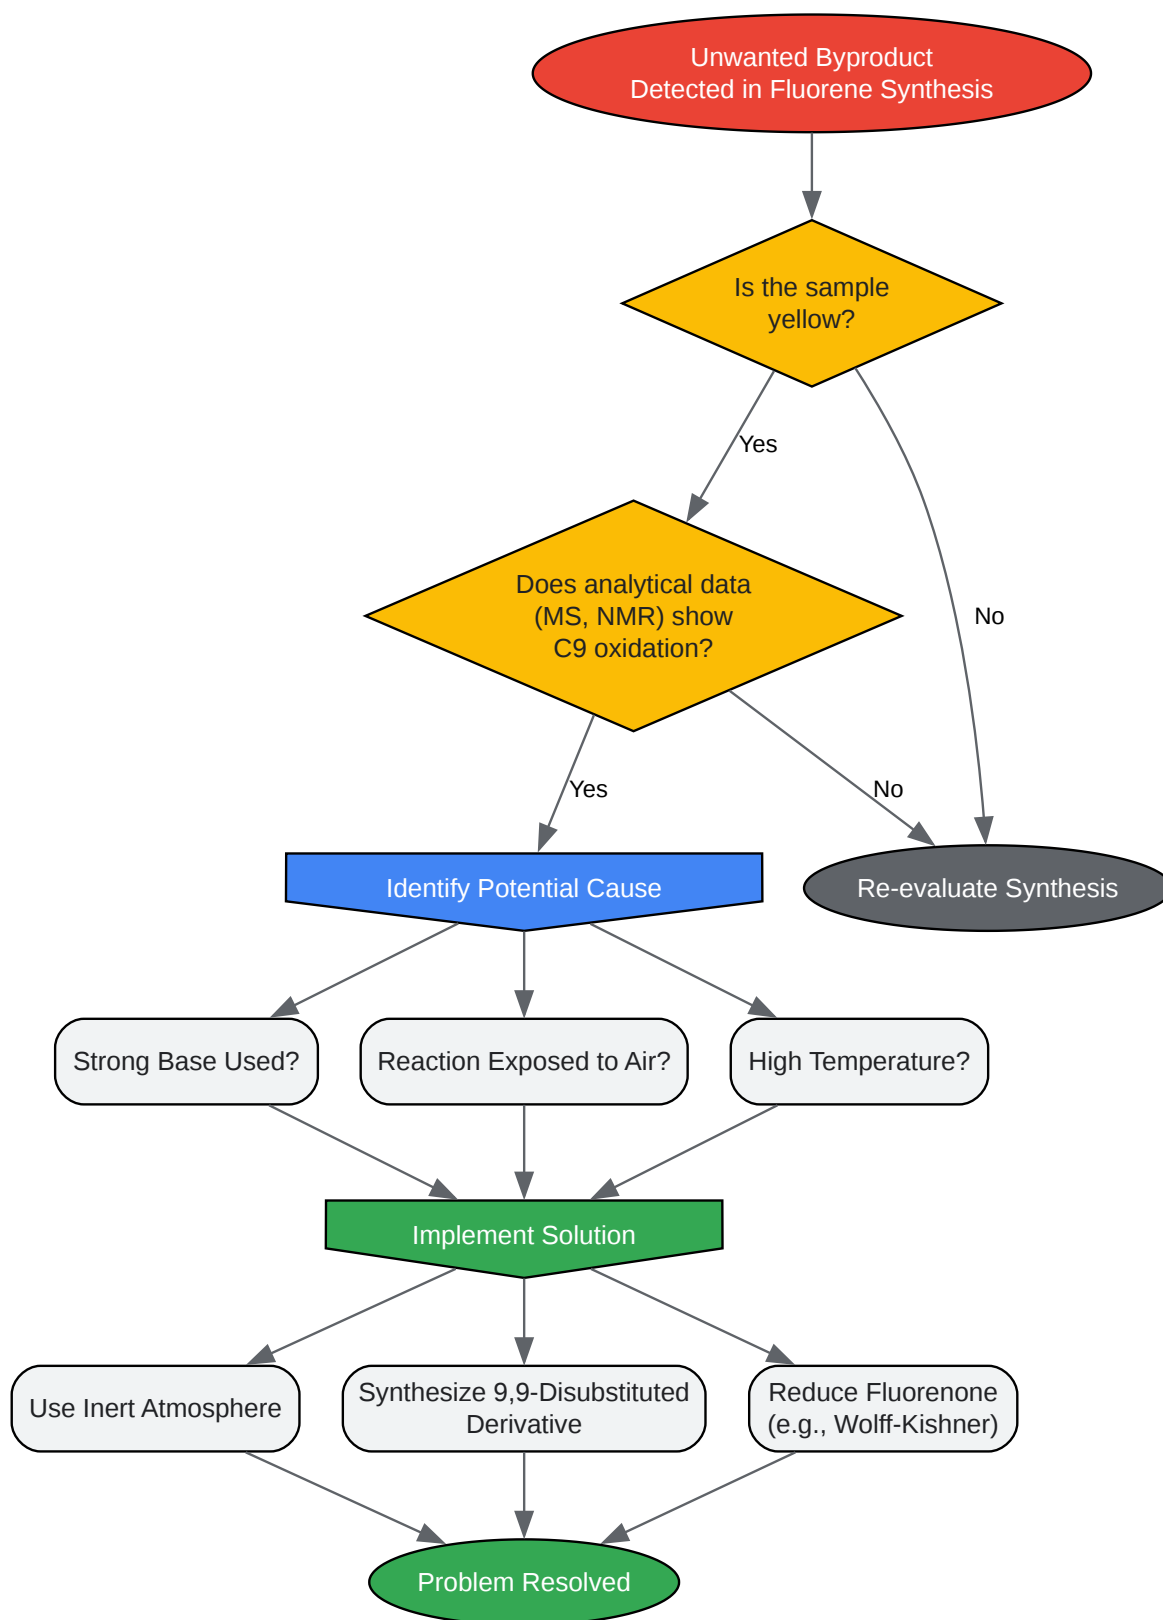 Unwanted Byproduct
Detected in Fluorene Synthesis
Is the sample
yellow?
Yes
No
Does analytical data
(MS, NMR) show
C9 oxidation?
Yes
No
Identify Potential Cause
Re-evaluate Synthesis
Strong Base Used?
Reaction Exposed to Air?
High Temperature?
Implement Solution
Use Inert Atmosphere
Synthesize 9,9-Disubstituted
Derivative
Reduce Fluorenone
(e.g., Wolff-Kishner)
Problem Resolved